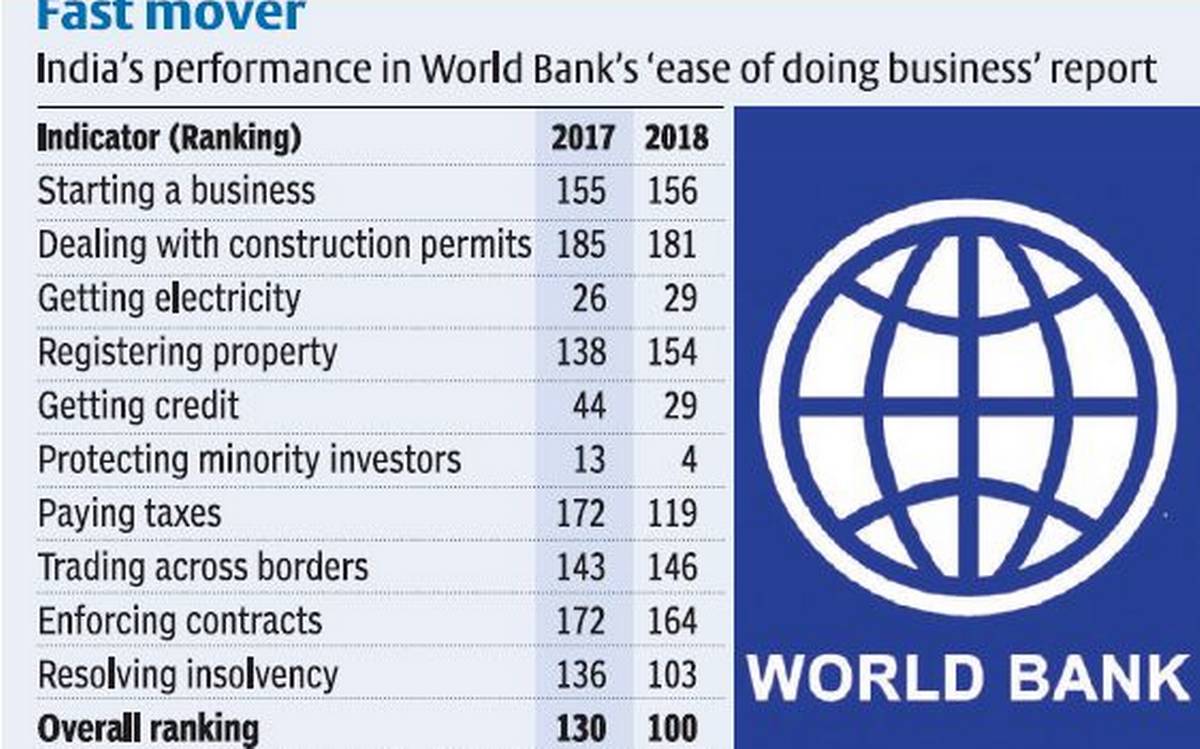 Fast mover
India's performance in World Bank's ‘ease of doing business’ report
Indicator (Ranking) 2017 2018
Starting a business 155 156
Dealing with construction permits 185 181
Getting electricity 26 29
Registering property 138 154
Getting credit 44 29
Protecting minority investors 13 4
Paying taxes 172 119
Trading across borders 143 146
Enforcing contracts 172 164
Resolving insolvency 136 103
Overall ranking 130 100
WORLD BANK